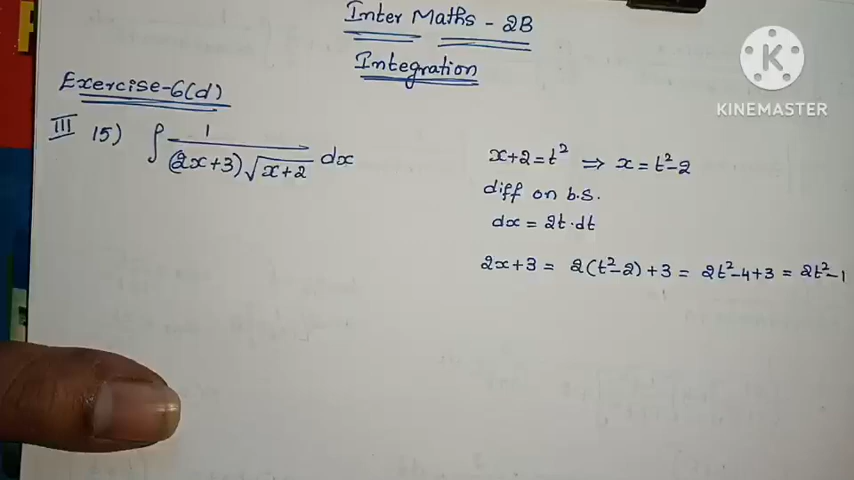 Inter Maths - 2B
Integration
Exercise-6(d)
III 15) ∫ 1/((2x+3)√(x+2)) dx
x+2 = t² ⇒ x = t²-2
diff on b.s.
dx = 2t·dt
2x+3 = 2(t²-2)+3 = 2t²-4+3 = 2t²-1
K
KINEMASTER